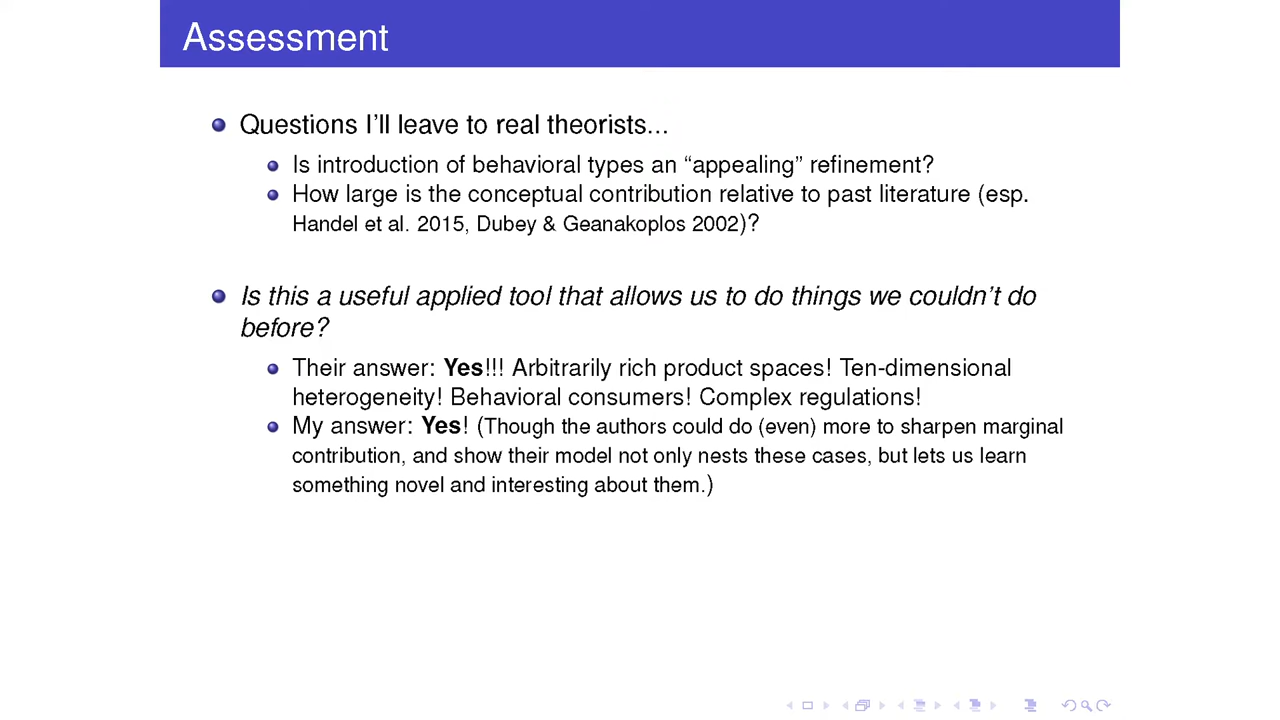 Assessment
Questions I'll leave to real theorists...
Is introduction of behavioral types an “appealing” refinement?
How large is the conceptual contribution relative to past literature (esp.
Handel et al. 2015, Dubey & Geanakoplos 2002)?
Is this a useful applied tool that allows us to do things we couldn't do
before?
Their answer: Yes!!! Arbitrarily rich product spaces! Ten-dimensional
heterogeneity! Behavioral consumers! Complex regulations!
My answer: Yes! (Though the authors could do (even) more to sharpen marginal
contribution, and show their model not only nests these cases, but lets us learn
something novel and interesting about them.)